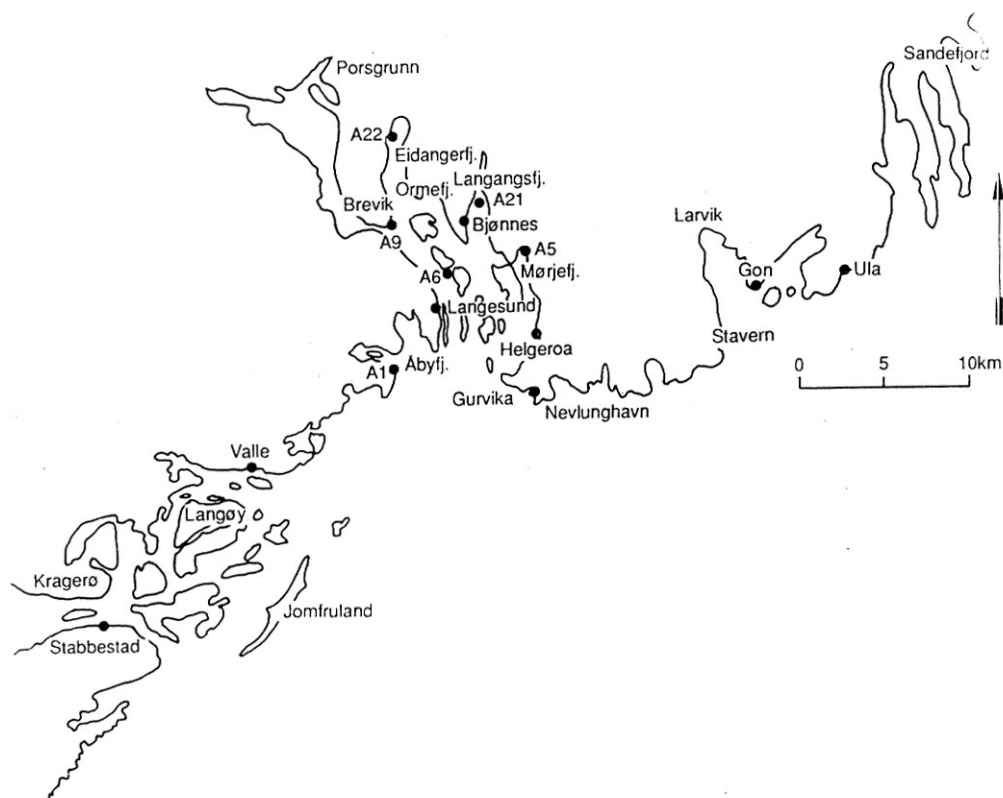 Sandefjord
Porsgrunn
A22
Eidangerfj.
Langangsfj.
Ormefj.
A21
Brevik
Bjønnes
Larvik
A9
A5
Mørjefj.
A6
Gon
Ula
Langesund
Stavern
Helgeroa
0 5 10km
A1
Åbyfj.
Gurvika
Nevlunghavn
Valle
Langøy
Kragerø
Jomfruland
Stabbestad